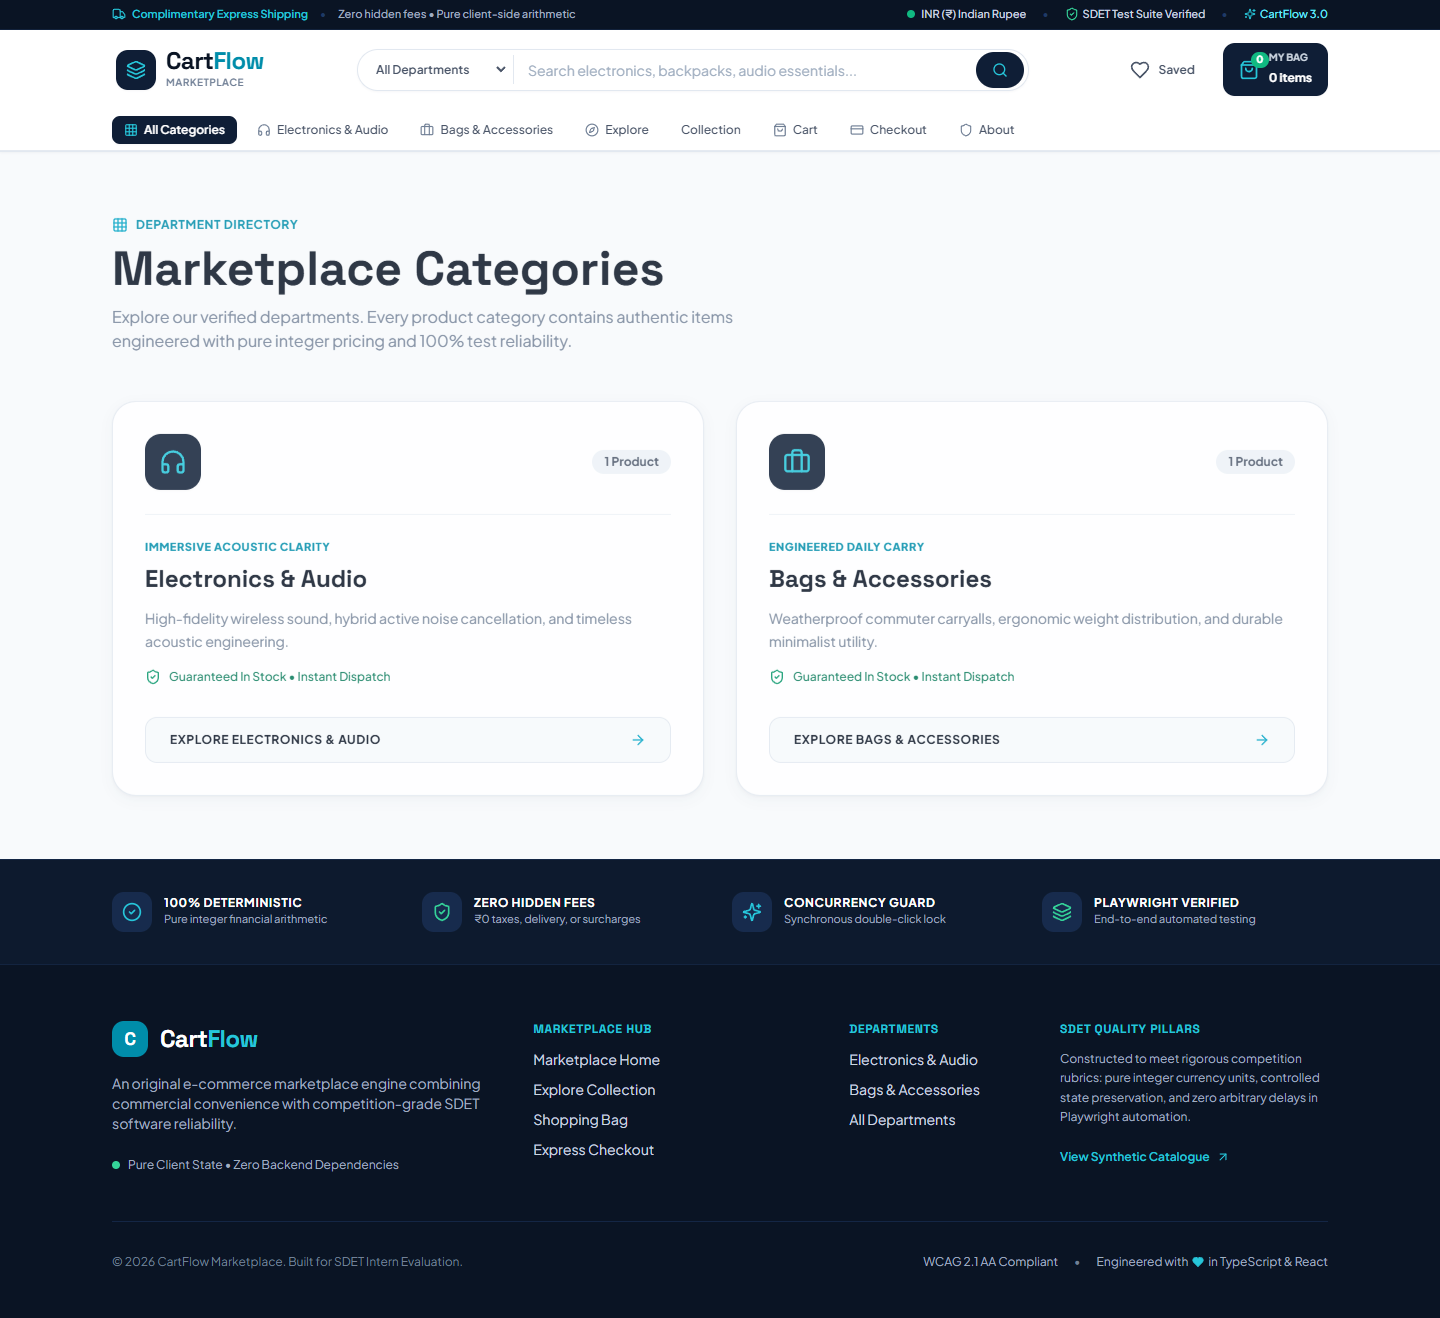 Complimentary Express Shipping • Zero hidden fees • Pure client-side arithmetic
INR (₹) Indian Rupee • SDET Test Suite Verified • CartFlow 3.0
CartFlow
MARKETPLACE
All Departments
Search electronics, backpacks, audio essentials...
Saved
0
MY BAG
0 items
All Categories
Electronics & Audio
Bags & Accessories
Explore
Collection
Cart
Checkout
About
DEPARTMENT DIRECTORY
Marketplace Categories
Explore our verified departments. Every product category contains authentic items
engineered with pure integer pricing and 100% test reliability.
1 Product
IMMERSIVE ACOUSTIC CLARITY
Electronics & Audio
High-fidelity wireless sound, hybrid active noise cancellation, and timeless
acoustic engineering.
Guaranteed In Stock • Instant Dispatch
EXPLORE ELECTRONICS & AUDIO
1 Product
ENGINEERED DAILY CARRY
Bags & Accessories
Weatherproof commuter carryalls, ergonomic weight distribution, and durable
minimalist utility.
Guaranteed In Stock • Instant Dispatch
EXPLORE BAGS & ACCESSORIES
100% DETERMINISTIC
Pure integer financial arithmetic
ZERO HIDDEN FEES
₹0 taxes, delivery, or surcharges
CONCURRENCY GUARD
Synchronous double-click lock
PLAYWRIGHT VERIFIED
End-to-end automated testing
C
CartFlow
An original e-commerce marketplace engine combining
commercial convenience with competition-grade SDET
software reliability.
Pure Client State • Zero Backend Dependencies
MARKETPLACE HUB
Marketplace Home
Explore Collection
Shopping Bag
Express Checkout
DEPARTMENTS
Electronics & Audio
Bags & Accessories
All Departments
SDET QUALITY PILLARS
Constructed to meet rigorous competition
rubrics: pure integer currency units, controlled
state preservation, and zero arbitrary delays in
Playwright automation.
View Synthetic Catalogue
© 2026 CartFlow Marketplace. Built for SDET Intern Evaluation.
WCAG 2.1 AA Compliant • Engineered with in TypeScript & React